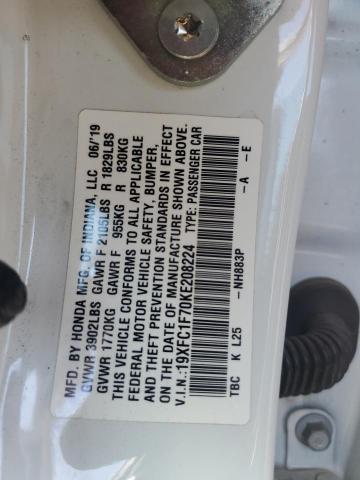 MFD. BY HONDA MFG. OF INDIANA, LLC 06/'19
GVWR 3902LBS GAWR F 2105LBS R 1829LBS
GVWR 1770KG GAWR F 955KG R 830KG
THIS VEHICLE CONFORMS TO ALL APPLICABLE
FEDERAL MOTOR VEHICLE SAFETY, BUMPER,
AND THEFT PREVENTION STANDARDS IN EFFECT
ON THE DATE OF MANUFACTURE SHOWN ABOVE.
V.I.N.:19XFC1F70KE208224 TYPE: PASSENGER CAR
-NH883P -A -E
TBC K L25